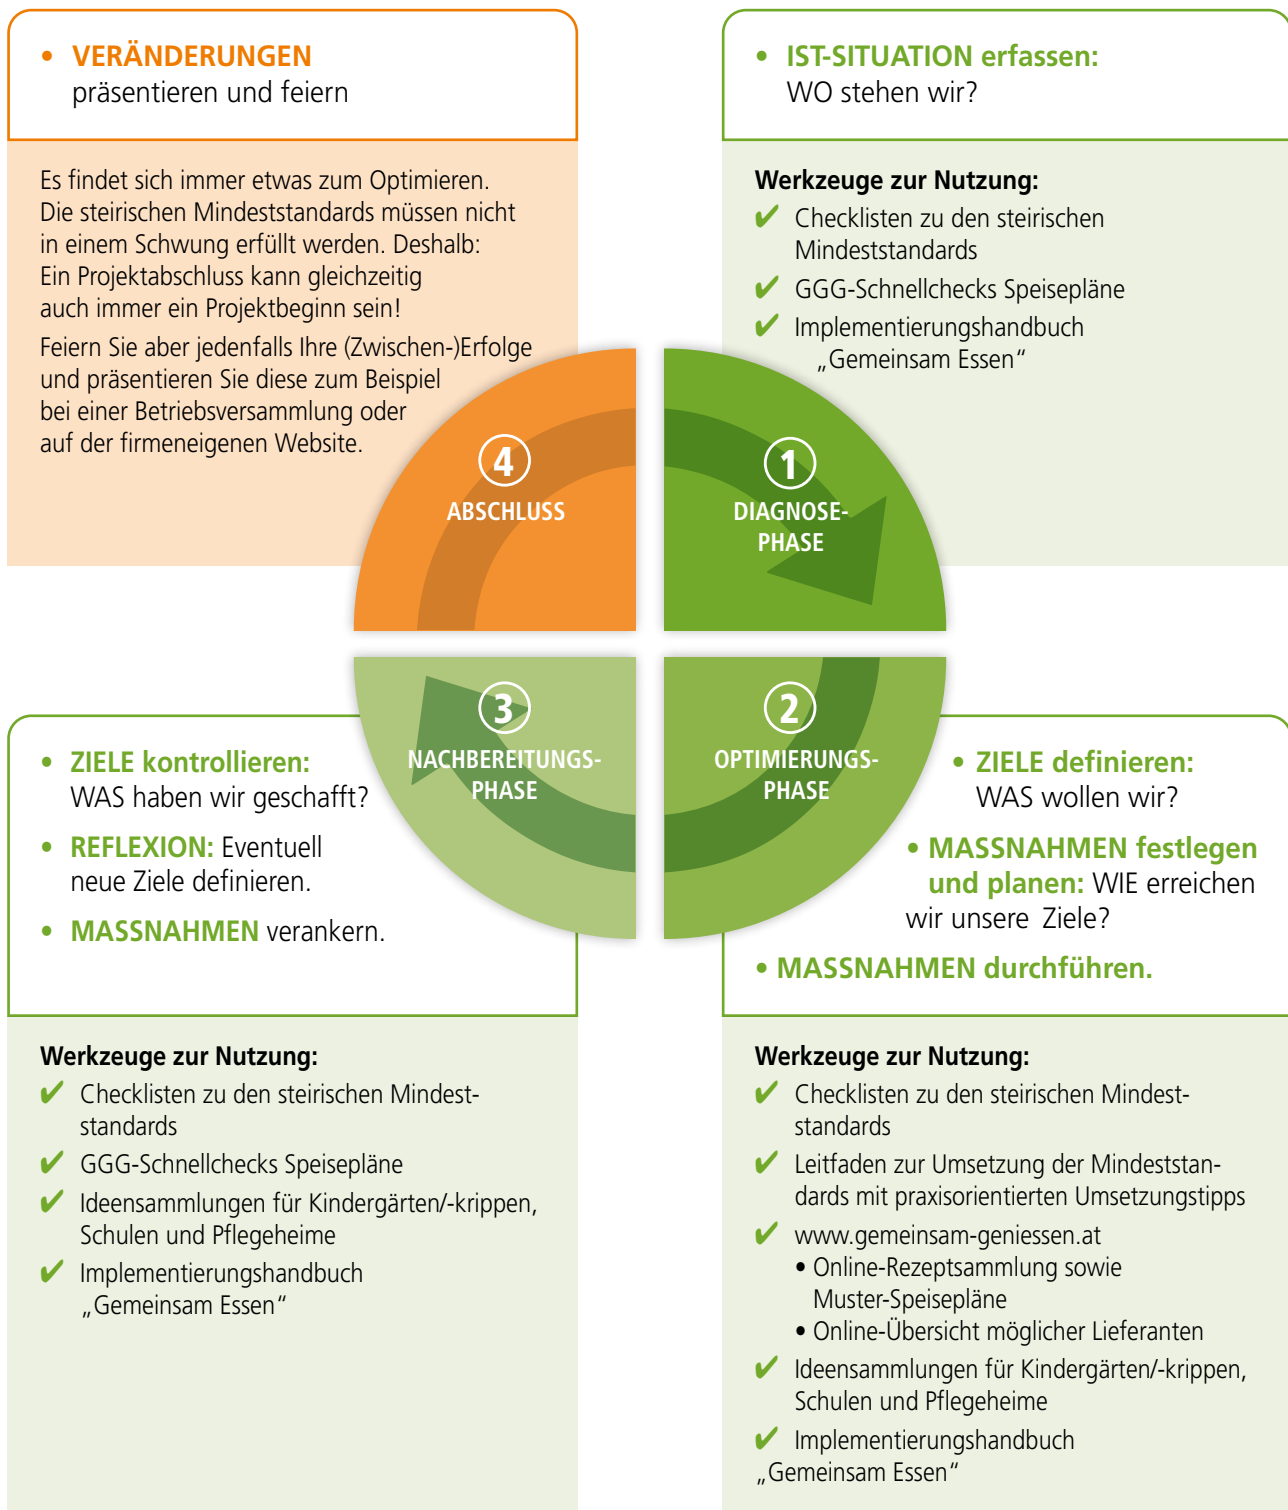 • VERÄNDERUNGEN
präsentieren und feiern
Es findet sich immer etwas zum Optimieren.
Die steirischen Mindeststandards müssen nicht
in einem Schwung erfüllt werden. Deshalb:
Ein Projektabschluss kann gleichzeitig
auch immer ein Projektbeginn sein!
Feiern Sie aber jedenfalls Ihre (Zwischen-)Erfolge
und präsentieren Sie diese zum Beispiel
bei einer Betriebsversammlung oder
auf der firmeneigenen Website.
• IST-SITUATION erfassen:
WO stehen wir?
Werkzeuge zur Nutzung:
✔ Checklisten zu den steirischen
Mindeststandards
✔ GGG-Schnellchecks Speisepläne
✔ Implementierungshandbuch
„Gemeinsam Essen“
4
ABSCHLUSS
1
DIAGNOSE-
PHASE
3
NACHBEREITUNGS-
PHASE
2
OPTIMIERUNGS-
PHASE
• ZIELE kontrollieren:
WAS haben wir geschafft?
• REFLEXION: Eventuell
neue Ziele definieren.
• MASSNAHMEN verankern.
Werkzeuge zur Nutzung:
✔ Checklisten zu den steirischen Mindest-
standards
✔ GGG-Schnellchecks Speisepläne
✔ Ideensammlungen für Kindergärten/-krippen,
Schulen und Pflegeheime
✔ Implementierungshandbuch
„Gemeinsam Essen“
• ZIELE definieren:
WAS wollen wir?
• MASSNAHMEN festlegen
und planen: WIE erreichen
wir unsere Ziele?
• MASSNAHMEN durchführen.
Werkzeuge zur Nutzung:
✔ Checklisten zu den steirischen Mindest-
standards
✔ Leitfaden zur Umsetzung der Mindeststan-
dards mit praxisorientierten Umsetzungstipps
✔ www.gemeinsam-geniessen.at
• Online-Rezeptsammlung sowie
Muster-Speisepläne
• Online-Übersicht möglicher Lieferanten
✔ Ideensammlungen für Kindergärten/-krippen,
Schulen und Pflegeheime
✔ Implementierungshandbuch
„Gemeinsam Essen“